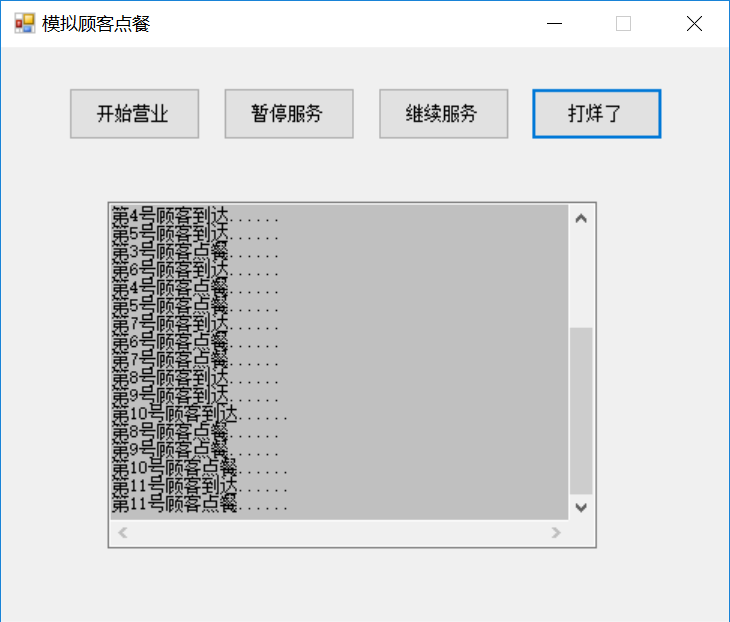 模拟顾客点餐
开始营业 暂停服务 继续服务 打烊了
第4号顾客到达......
第5号顾客到达......
第3号顾客点餐......
第6号顾客到达......
第4号顾客点餐......
第5号顾客点餐......
第7号顾客到达......
第6号顾客点餐......
第7号顾客点餐......
第8号顾客到达......
第9号顾客到达......
第10号顾客到达......
第8号顾客点餐......
第9号顾客点餐......
第10号顾客点餐......
第11号顾客到达......
第11号顾客点餐......